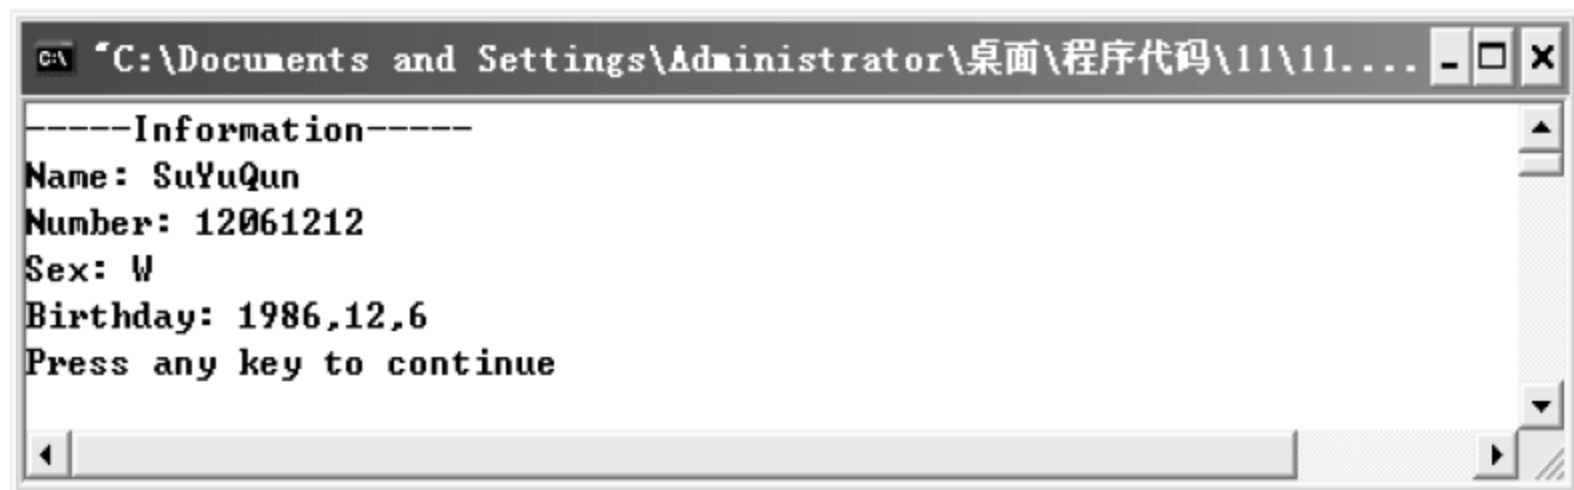 "C:\Documents and Settings\Administrator\桌面\程序代码\11\11....
-----Information-----
Name: SuYuQun
Number: 12061212
Sex: W
Birthday: 1986,12,6
Press any key to continue